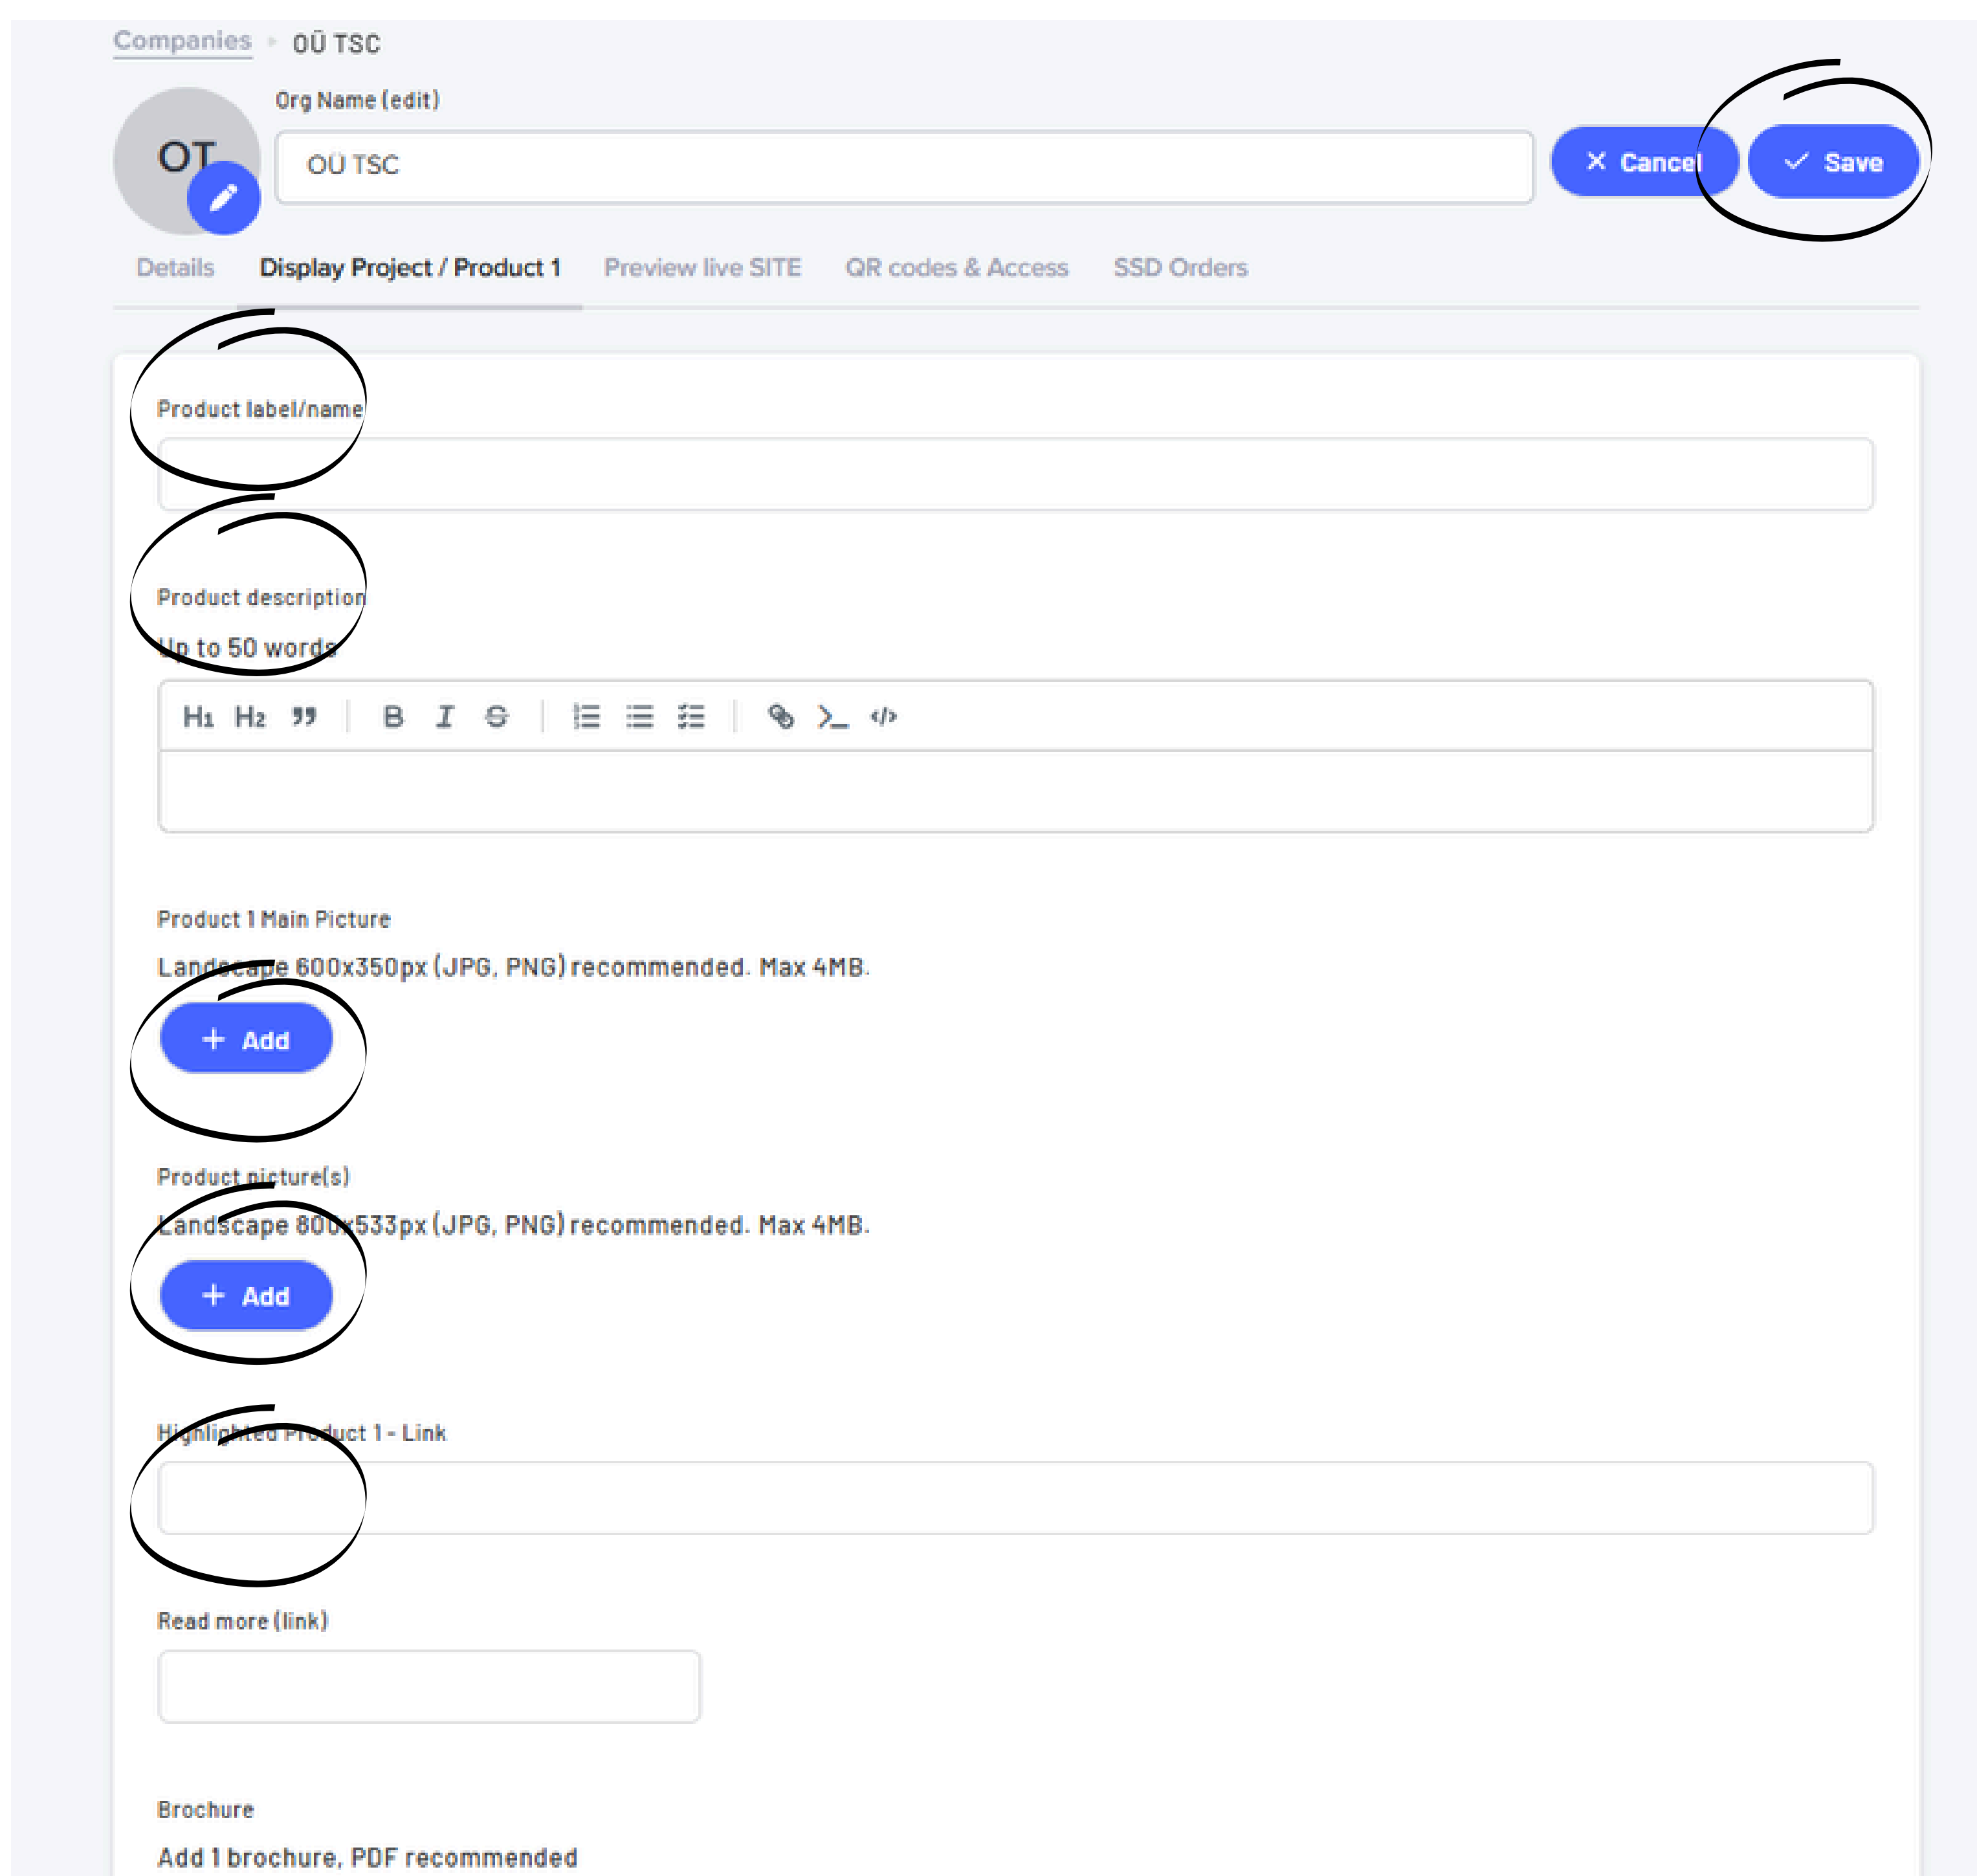 Companies ▸ OÜ TSC
Org Name (edit)
OT
OÜ TSC
× Cancel
✓ Save
Details Display Project / Product 1 Preview live SITE QR codes & Access SSD Orders
Product label/name
Product description
Up to 50 words
H1 H2 ❞ B I S >_ </>
Product 1 Main Picture
Landscape 600x350px (JPG, PNG) recommended. Max 4MB.
+ Add
Product picture(s)
Landscape 800x533px (JPG, PNG) recommended. Max 4MB.
+ Add
Highlighted Product 1 - Link
Read more (link)
Brochure
Add 1 brochure, PDF recommended